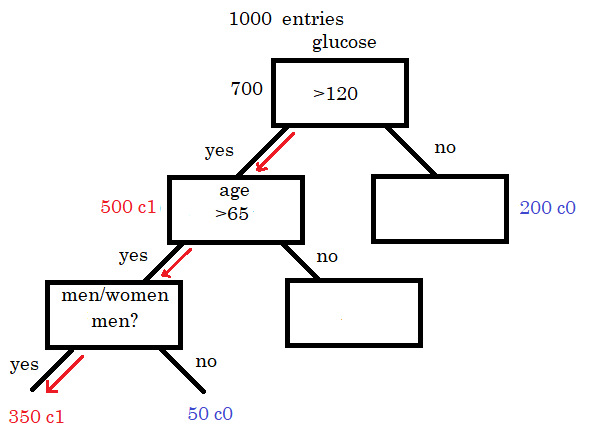 1000 entries
glucose
700
>120
yes
no
500 c1
age
>65
200 c0
yes
no
men/women
men?
yes
no
350 c1
50 c0